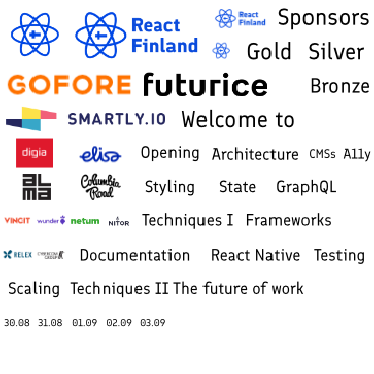 React Finland React Finland Sponsors
Gold Silver
GOFORE futurice Bronze
SMARTLY.IO Welcome to
digia elisa Opening Architecture CMSs A11y
ALMA Columbia Road Styling State GraphQL
VINCIT wunder netum NITOR Techniques I Frameworks
RELEX Documentation React Native Testing
Scaling Techniques II The future of work
30.08 31.08 01.09 02.09 03.09